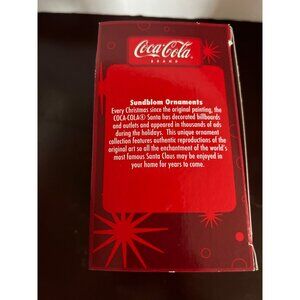 Coca-Cola
BRAND
Sundblom Ornaments
Every Christmas since the original painting, the
COCA-COLA® Santa has decorated billboards
and outlets and appeared in thousands of ads
during the holidays. This unique ornament
collection features authentic reproductions of the
original art so all the enchantment of the world's
most famous Santa Claus may be enjoyed in
your home for years to come.